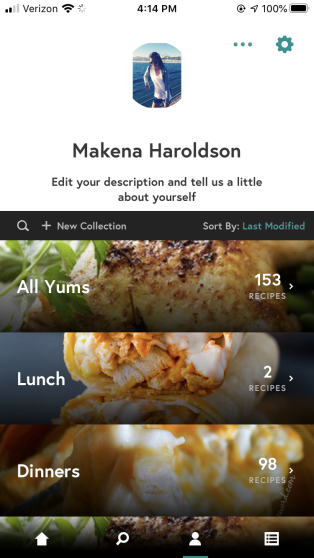 Verizon 4:14 PM 100%
Makena Haroldson
Edit your description and tell us a little
about yourself
+ New Collection Sort By: Last Modified
All Yums 153
RECIPES
Lunch 2
RECIPES
Dinners 98
RECIPES